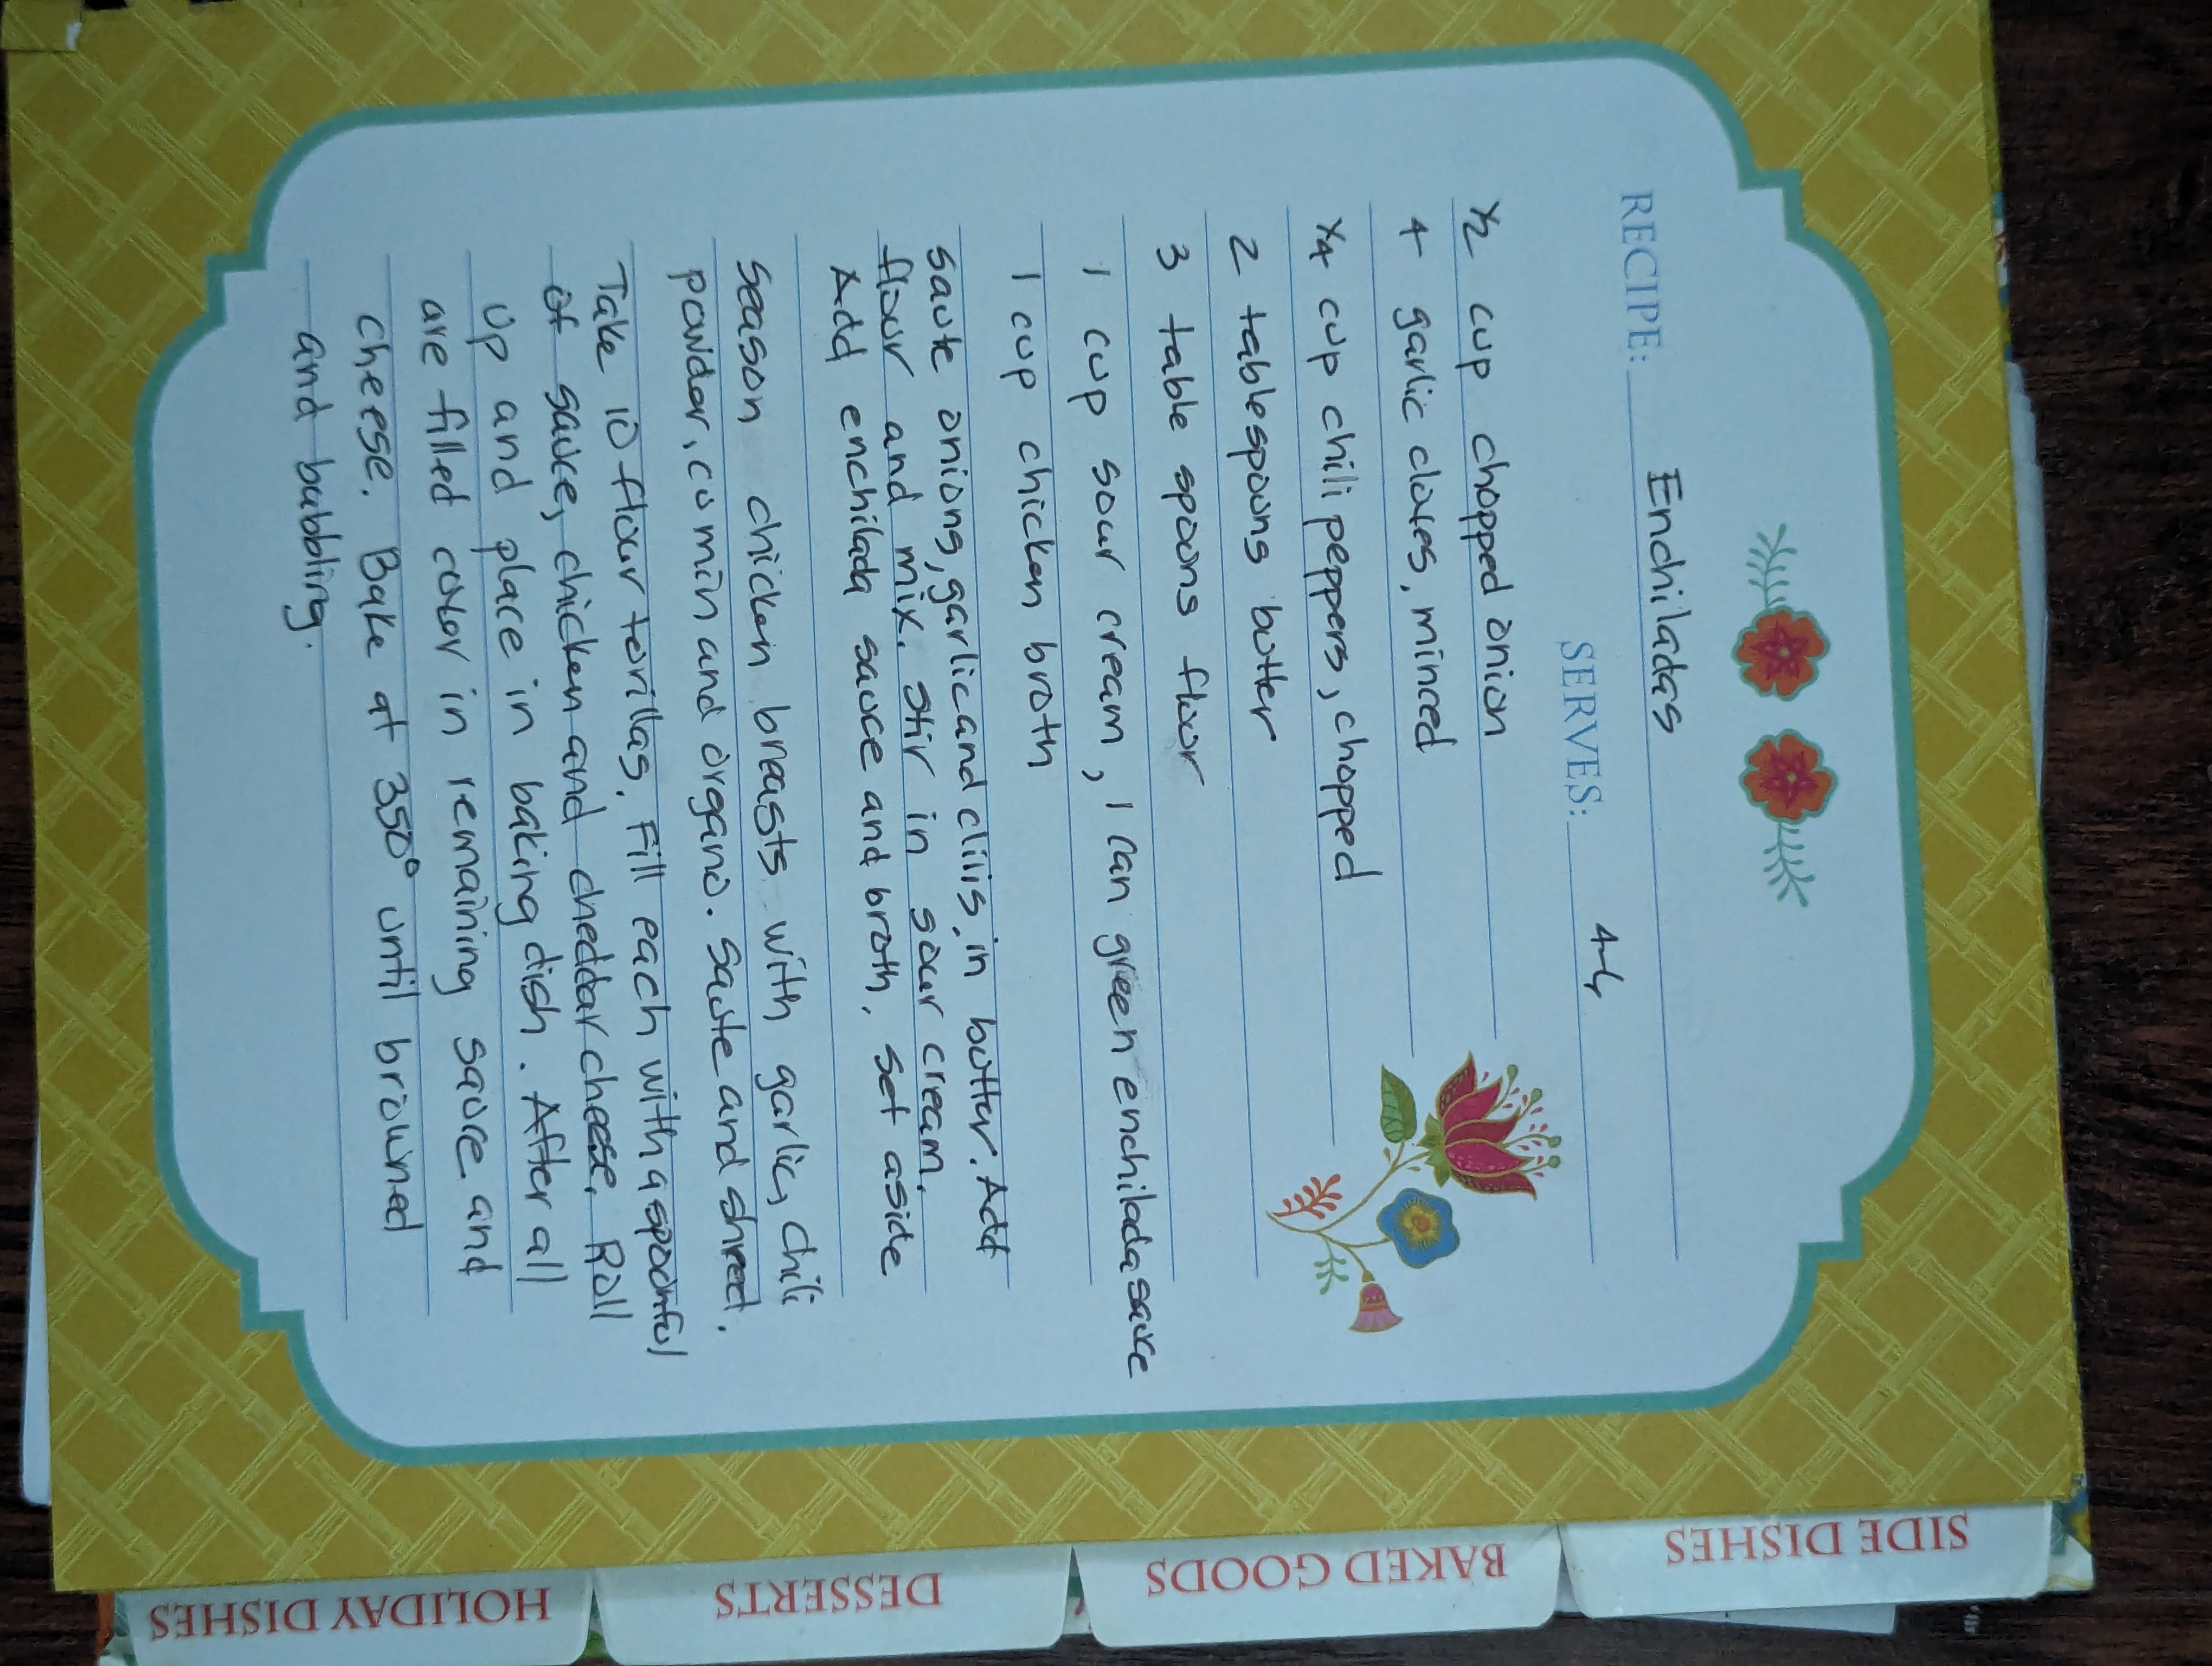 RECIPE: Enchiladas
SERVES: 4
1/2 cup chopped onion
4 garlic cloves, minced
1/4 cup chili peppers, chopped
2 tablespoons butter
3 table spoons flour
1 cup sour cream, 1 can green enchilada sauce
1 cup chicken broth
saute onions, garlic and cliiis in butter. Add
flour and mix. Stir in sour cream.
Add enchilada sauce and broth. Set aside
Season chicken breasts with garlic, chili
powder, cumin and organo. Saute and shred.
Take 10 flour torillas. Fill each with a spoonful
of sauce, chicken and cheddar cheese. Roll
up and place in baking dish. After all
are filled cover in remaining sauce and
cheese. Bake at 350° until browned
and bubbling.
SIDE DISHES
BAKED GOODS
DESSERTS
HOLIDAY DISHES